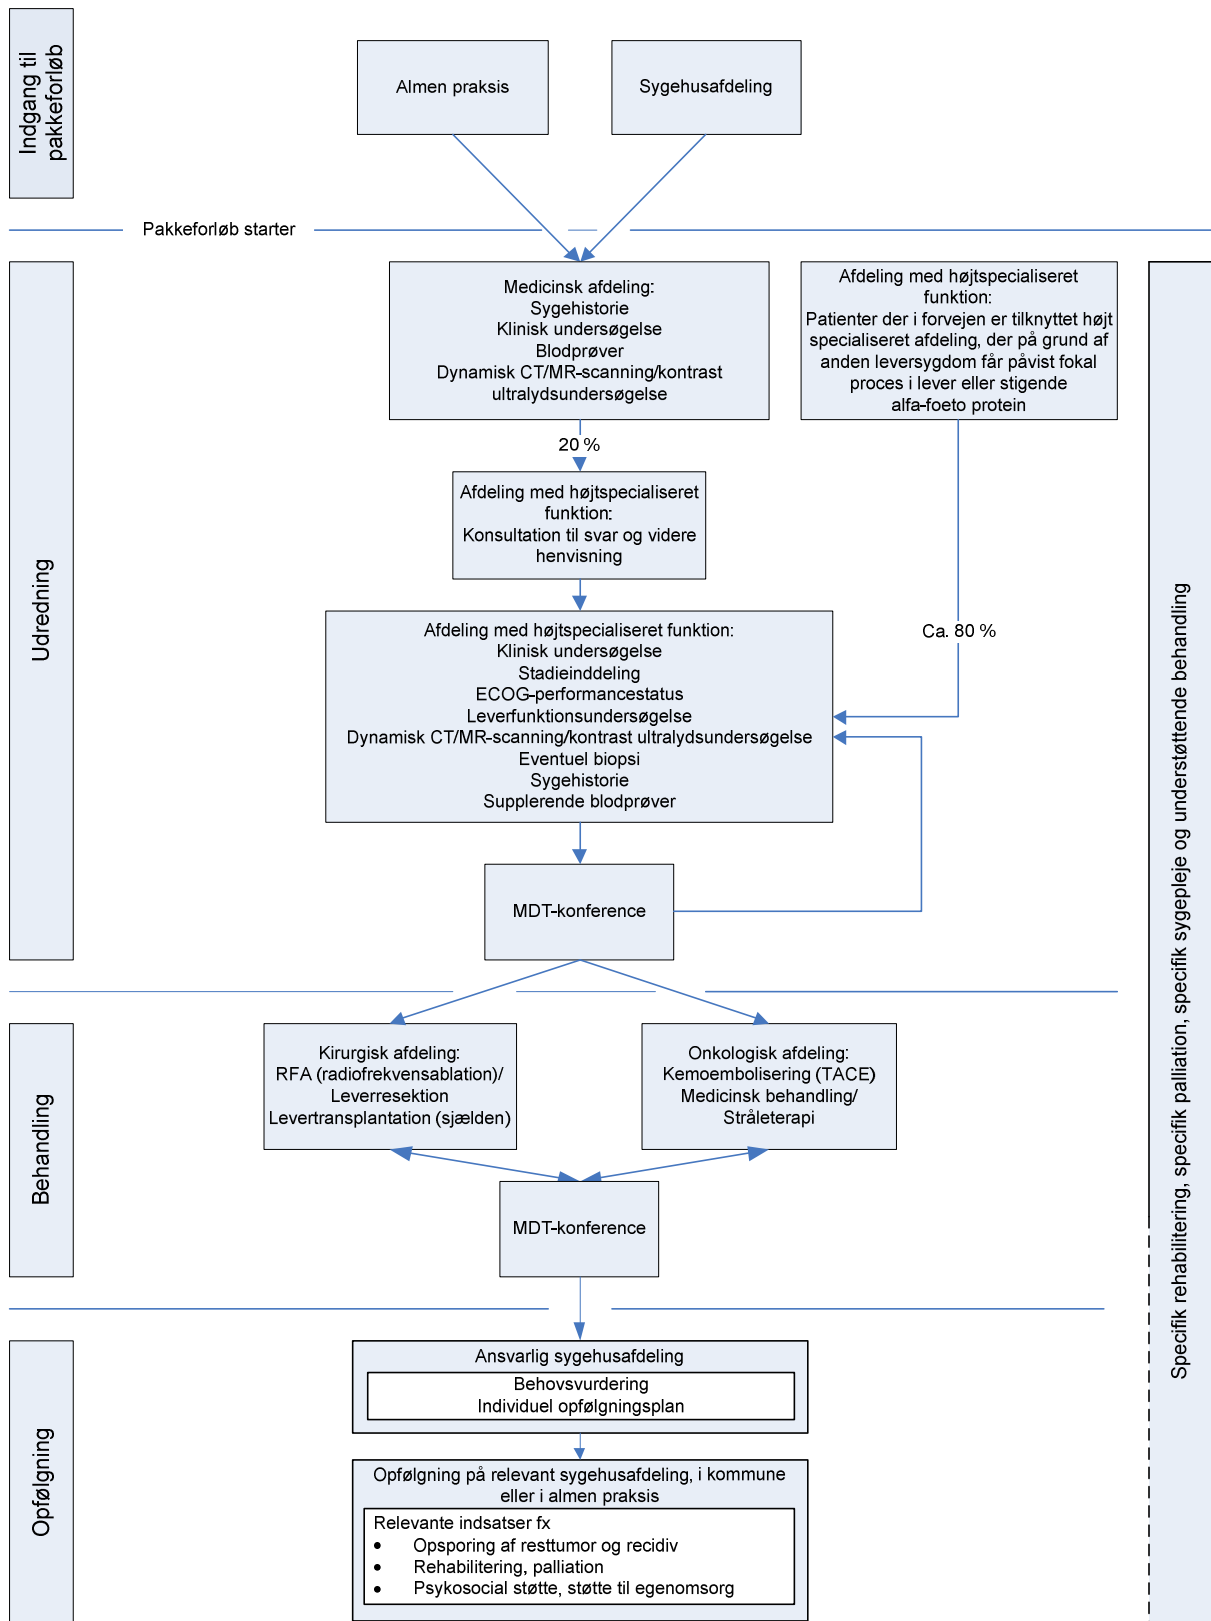 Indgang til
pakkeforløb
Almen praksis
Sygehusafdeling
Pakkeforløb starter
Udredning
Medicinsk afdeling:
Sygehistorie
Klinisk undersøgelse
Blodprøver
Dynamisk CT/MR-scanning/kontrast
ultralydsundersøgelse
Afdeling med højtspecialiseret
funktion:
Patienter der i forvejen er tilknyttet højt
specialiseret afdeling, der på grund af
anden leversygdom får påvist fokal
proces i lever eller stigende
alfa-foeto protein
20 %
Afdeling med højtspecialiseret
funktion:
Konsultation til svar og videre
henvisning
Ca. 80 %
Afdeling med højtspecialiseret funktion:
Klinisk undersøgelse
Stadieinddeling
ECOG-performancestatus
Leverfunktionsundersøgelse
Dynamisk CT/MR-scanning/kontrast ultralydsundersøgelse
Eventuel biopsi
Sygehistorie
Supplerende blodprøver
MDT-konference
Behandling
Kirurgisk afdeling:
RFA (radiofrekvensablation)/
Leverresektion
Levertransplantation (sjælden)
Onkologisk afdeling:
Kemoembolisering (TACE)
Medicinsk behandling/
Stråleterapi
MDT-konference
Opfølgning
Ansvarlig sygehusafdeling
Behovsvurdering
Individuel opfølgningsplan
Opfølgning på relevant sygehusafdeling, i kommune
eller i almen praksis
Relevante indsatser fx
• Opsporing af resttumor og recidiv
• Rehabilitering, palliation
• Psykosocial støtte, støtte til egenomsorg
Specifik rehabilitering, specifik palliation, specifik sygepleje og understøttende behandling